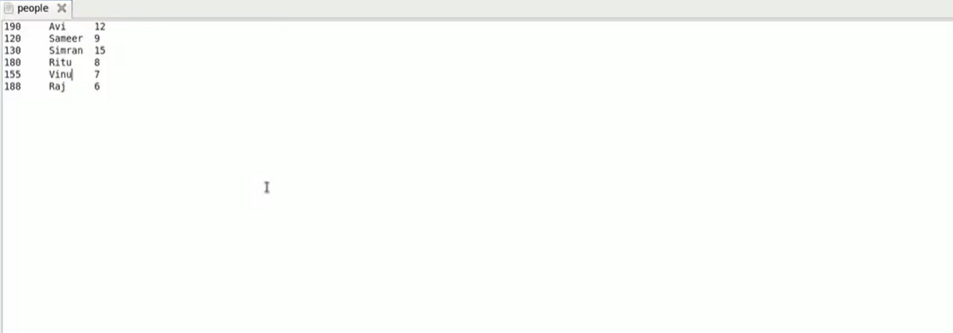 people
190 Avi 12
120 Sameer 9
130 Simran 15
180 Ritu 8
155 Vinu 7
188 Raj 6